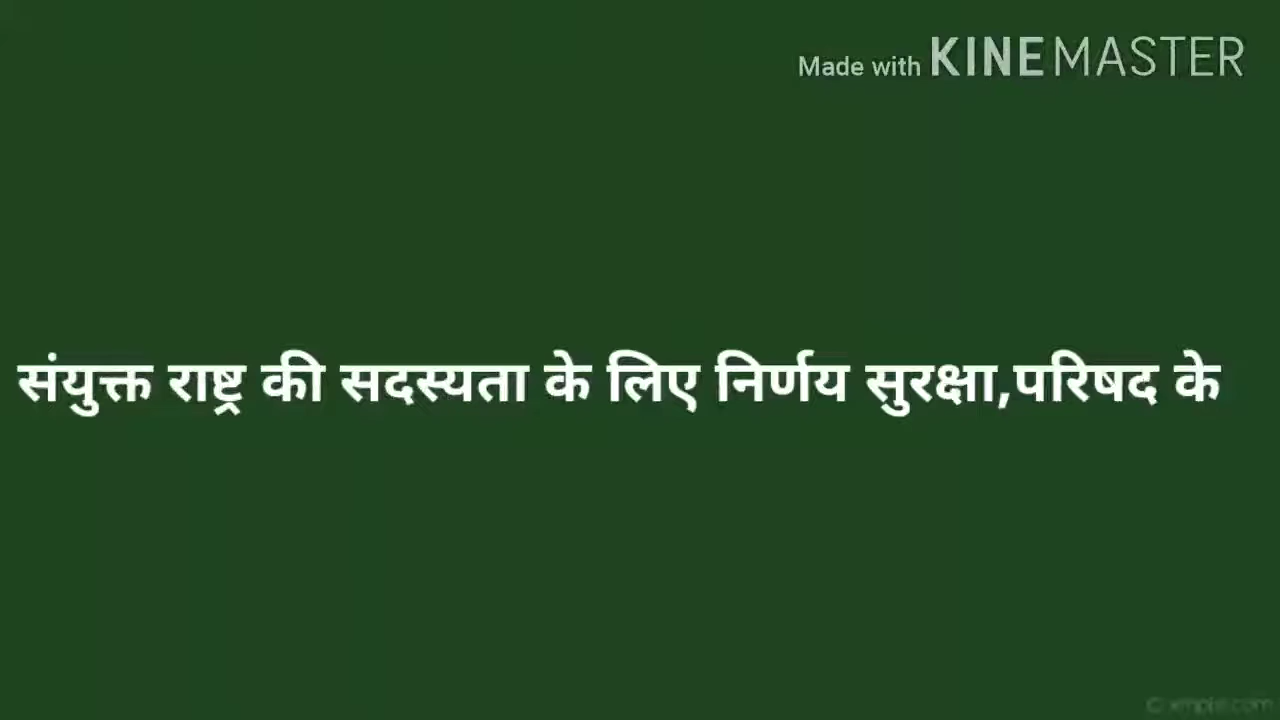 Made with KINEMASTER
संयुक्त राष्ट्र की सदस्यता के लिए निर्णय सुरक्षा,परिषद के